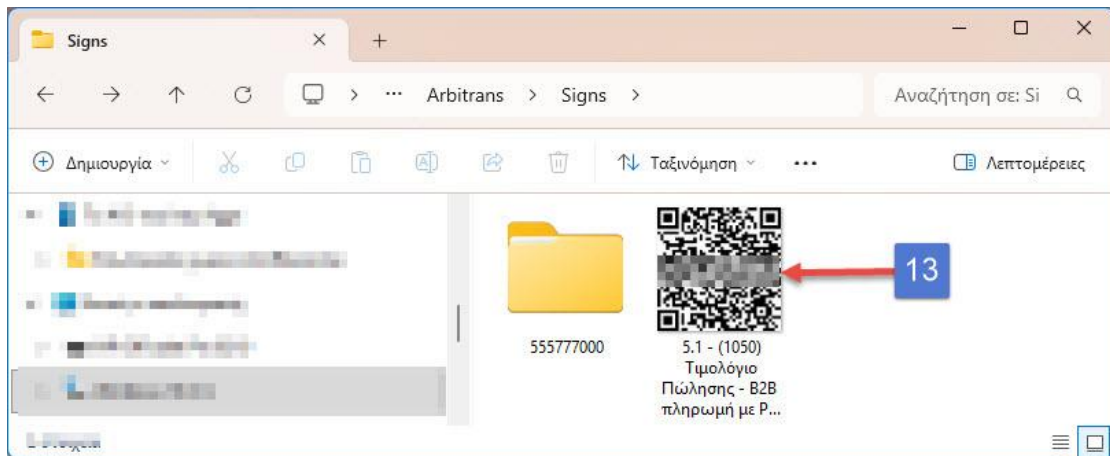 Signs
Arbitrans > Signs >
Αναζήτηση σε: Si
Δημιουργία
Ταξινόμηση
Λεπτομέρειες
13
555777000
5.1 - (1050)
Τιμολόγιο
Πώλησης - B2B
πληρωμή με P...